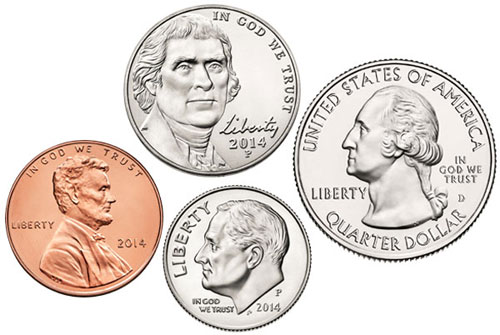 IN GOD WE TRUST
Liberty
2014
P
UNITED STATES OF AMERICA
LIBERTY
IN
GOD WE
TRUST
D
QUARTER DOLLAR
IN GOD WE TRUST
LIBERTY
2014
LIBERTY
IN GOD
WE TRUST
P
2014